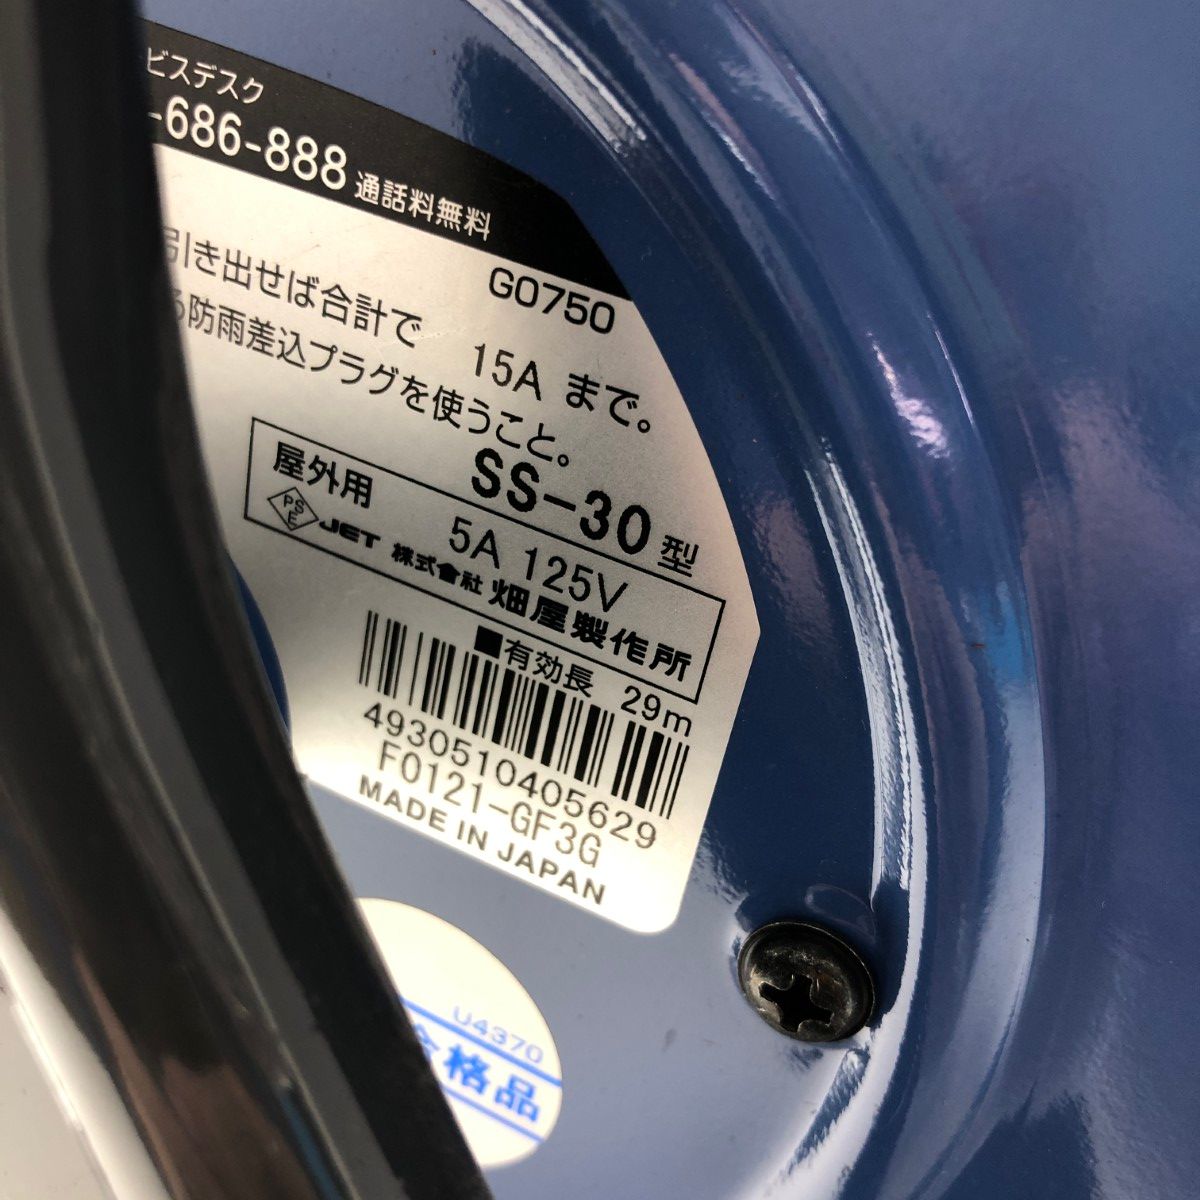 ビスデスク
-686-888 通話料無料
G0750
引き出せば合計で 15A まで。
る防雨差込プラグを使うこと。
屋外用 SS-30 型
PSE JET 5A 125V
株式會社 畑屋製作所
■有効長 29m
4930510405629
F0121-GF3G
MADE IN JAPAN
U4370
合格品